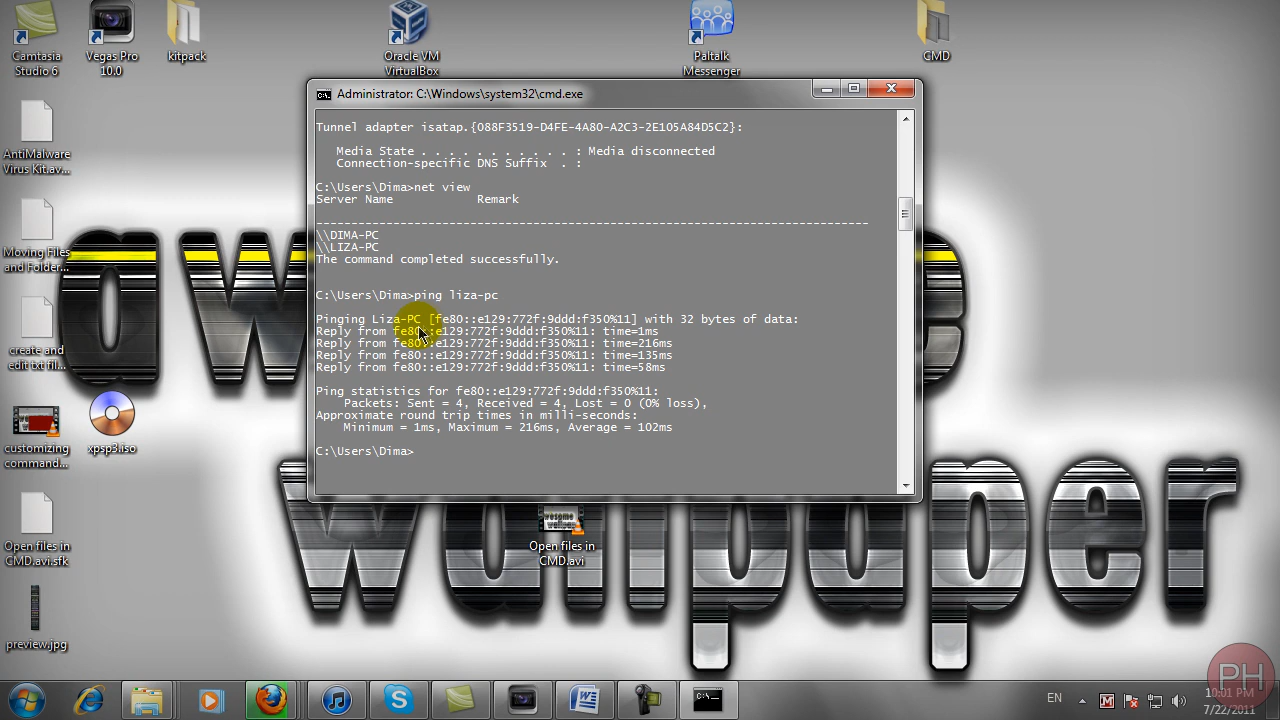 Camtasia
Studio 6
Vegas Pro
10.0
kitpack
Oracle VM
VirtualBox
Paltalk
Messenger
CMD
AntiMalware
Virus Kit.av...
Moving Files
and Folder...
create and
edit txt fil...
customizing
command...
xpsp3.iso
Open files in
CMD.avi.sfk
preview.jpg
Administrator: C:\Windows\system32\cmd.exe
Tunnel adapter isatap.{088F3519-D4FE-4A80-A2C3-2E105A84D5C2}:
Media State . . . . . . . . . . . : Media disconnected
Connection-specific DNS Suffix  . :
C:\Users\Dima>net view
Server Name            Remark
-------------------------------------------------------------------------------
\\DIMA-PC
\\LIZA-PC
The command completed successfully.
C:\Users\Dima>ping liza-pc
Pinging Liza-PC [fe80::e129:772f:9ddd:f350%11] with 32 bytes of data:
Reply from fe80::e129:772f:9ddd:f350%11: time=1ms
Reply from fe80::e129:772f:9ddd:f350%11: time=216ms
Reply from fe80::e129:772f:9ddd:f350%11: time=135ms
Reply from fe80::e129:772f:9ddd:f350%11: time=58ms
Ping statistics for fe80::e129:772f:9ddd:f350%11:
Packets: Sent = 4, Received = 4, Lost = 0 (0% loss),
Approximate round trip times in milli-seconds:
Minimum = 1ms, Maximum = 216ms, Average = 102ms
C:\Users\Dima>
Open files in
CMD.avi
wallpaper
EN
PH
10:01 PM
7/22/2011